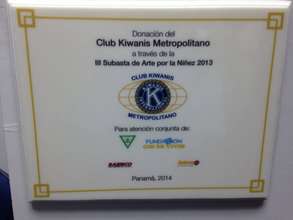 Donación del
Club Kiwanis Metropolitano
a través de la
III Subasta de Arte por la Niñez 2013
CLUB KIWANIS
K
METROPOLITANO
Para atención conjunta de:
FUNDACIÓN
Panamá, 2014